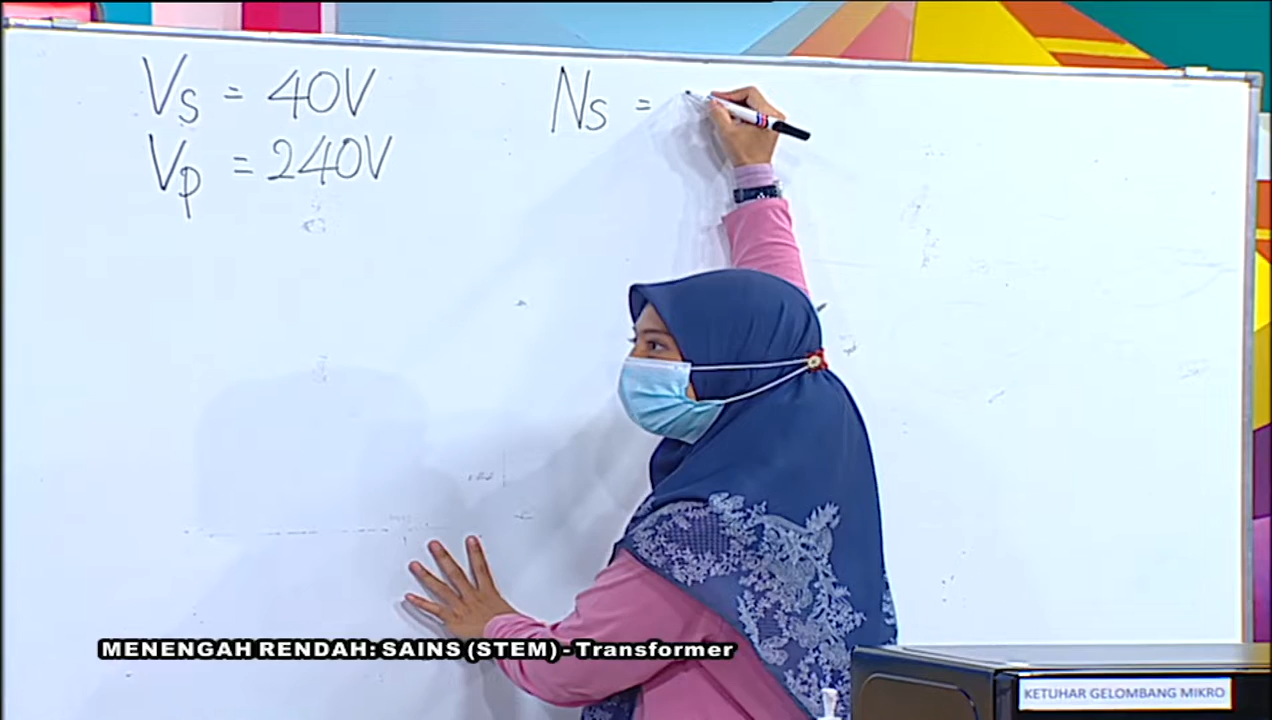 Vs = 40V
Vp = 240V
Ns =
MENENGAH RENDAH: SAINS (STEM) - Transformer
KETUHAR GELOMBANG MIKRO